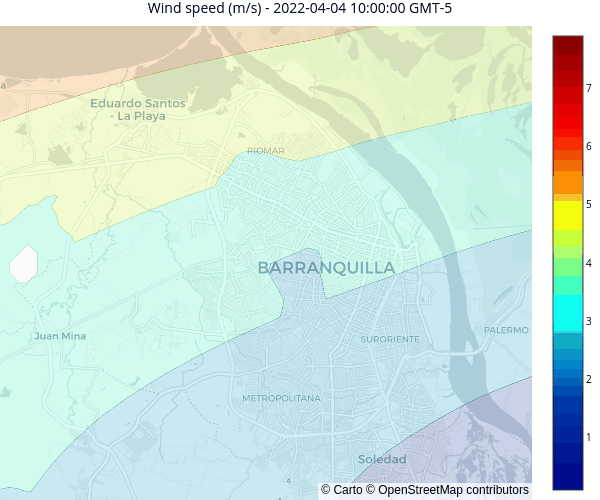 Wind speed (m/s) - 2022-04-04 10:00:00 GMT-5
a
Eduardo Santos
- La Playa
RIOMAR
BARRANQUILLA
Juan Mina
SURORIENTE
PALERMO
METROPOLITANA
Soledad
© Carto © OpenStreetMap contributors
7
6
5
4
3
2
1